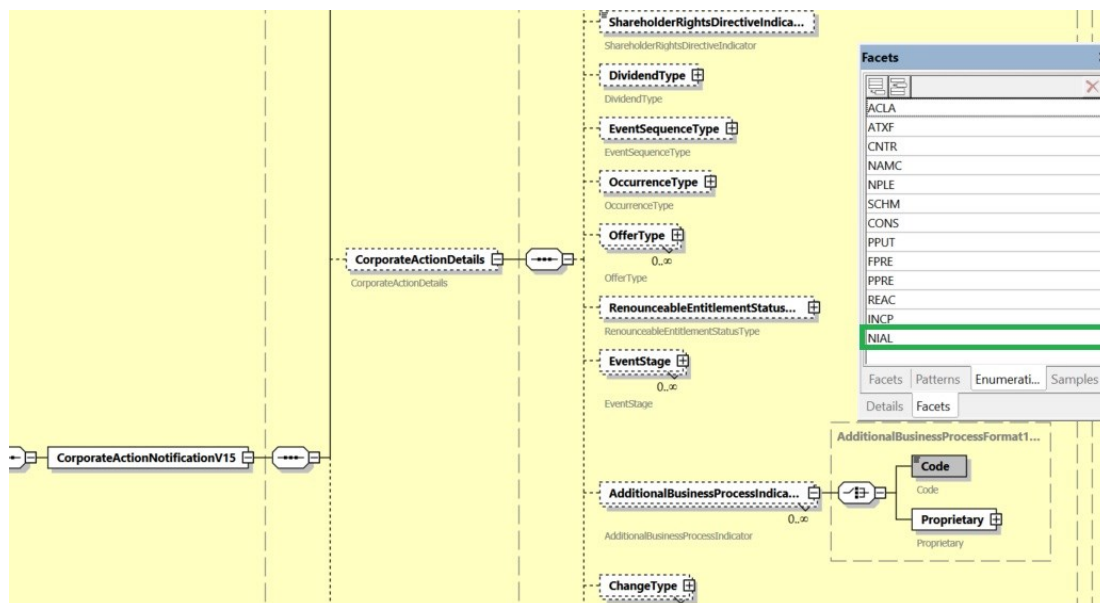 ShareholderRightsDirectiveIndica...
ShareholderRightsDirectiveIndicator
DividendType
DividendType
EventSequenceType
EventSequenceType
OccurrenceType
OccurrenceType
OfferType
0..∞
OfferType
CorporateActionDetails
CorporateActionDetails
RenounceableEntitlementStatus...
RenounceableEntitlementStatusType
EventStage
0..∞
EventStage
CorporateActionNotificationV15
AdditionalBusinessProcessIndica...
0..∞
AdditionalBusinessProcessIndicator
ChangeType
Facets
ACLA
ATXF
CNTR
NAMC
NPLE
SCHM
CONS
PPUT
FPRE
PPRE
REAC
INCP
NIAL
Facets Patterns Enumerati... Samples
Details Facets
AdditionalBusinessProcessFormat1...
Code
Code
Proprietary
Proprietary